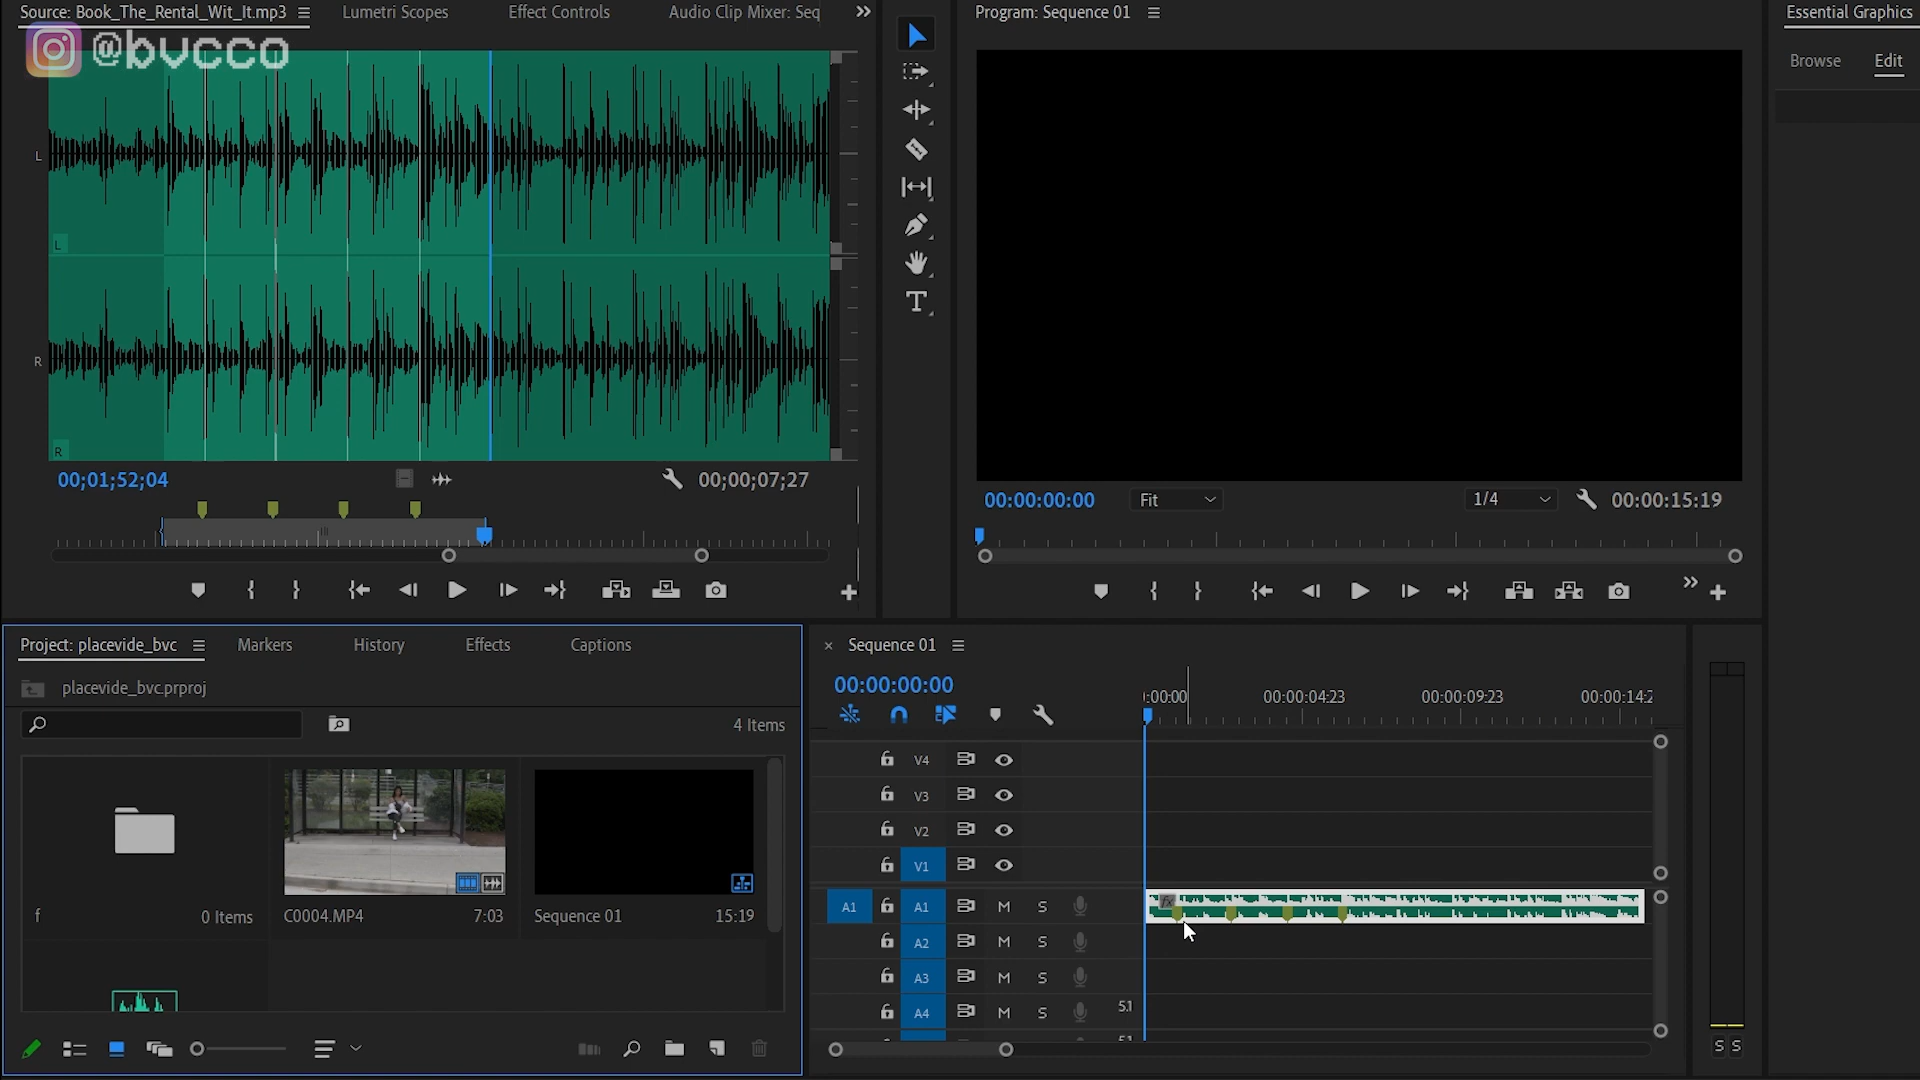 Source: Book_The_Rental_Wit_It.mp3
Lumetri Scopes
Effect Controls
Audio Clip Mixer: Seq
@bvcco
L
L
R
R
00;01;52;04
00;00;07;27
Program: Sequence 01
00:00:00:00
Fit
1/4
00:00:15:19
Essential Graphics
Browse
Edit
Project: placevide_bvc
Markers
History
Effects
Captions
placevide_bvc.prproj
4 Items
f
0 Items
C0004.MP4
7:03
Sequence 01
15:19
× Sequence 01
00:00:00:00
:00:00
00:00:04:23
00:00:09:23
00:00:14:2
V4
V3
V2
V1
A1 A1 M S
fx
A2 M S
A3 M S
A4 M S 5.1
5.1
S S